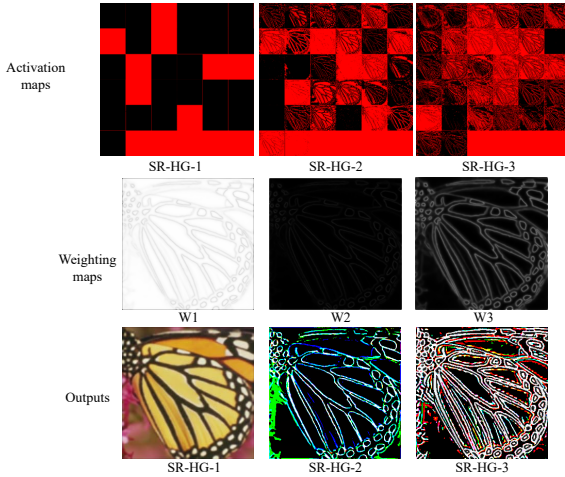 Activation
maps
SR-HG-1
SR-HG-2
SR-HG-3
Weighting
maps
W1
W2
W3
Outputs
SR-HG-1
SR-HG-2
SR-HG-3